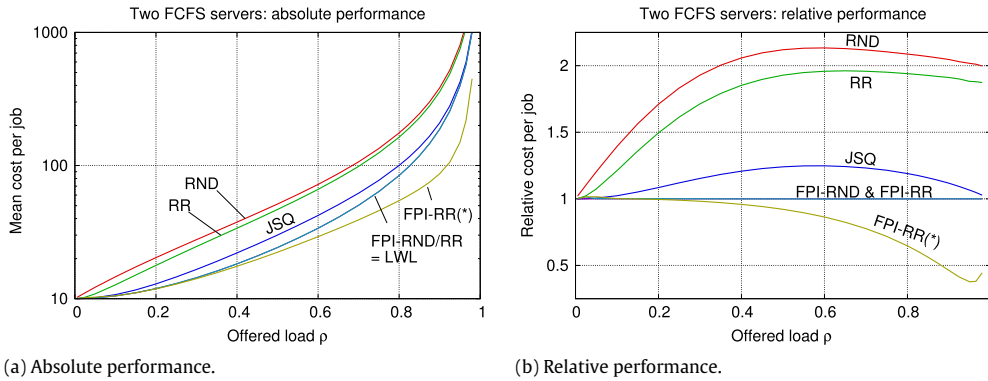 Two FCFS servers: absolute performance
1000
100
10
Mean cost per job
RND
RR
JSQ
FPI-RR(*)
FPI-RND/RR
= LWL
0
0.2
0.4
0.6
0.8
1
Offered load ρ
(a) Absolute performance.
Two FCFS servers: relative performance
2
1.5
1
0.5
Relative cost per job
RND
RR
JSQ
FPI-RND & FPI-RR
FPI-RR(*)
0
0.2
0.4
0.6
0.8
Offered load ρ
(b) Relative performance.